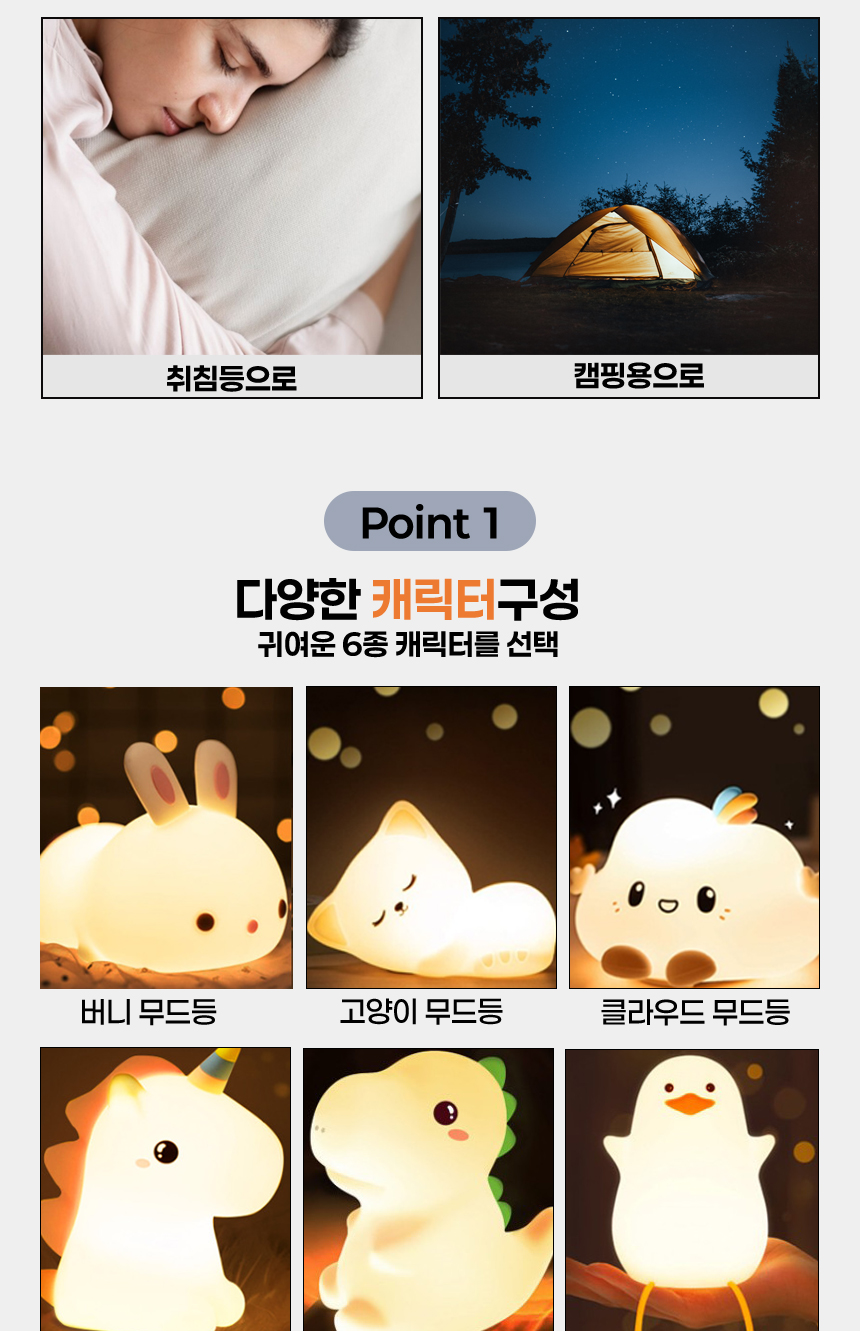 취침등으로
캠핑용으로
Point 1
다양한 캐릭터구성
귀여운 6종 캐릭터를 선택
버니 무드등
고양이 무드등
클라우드 무드등